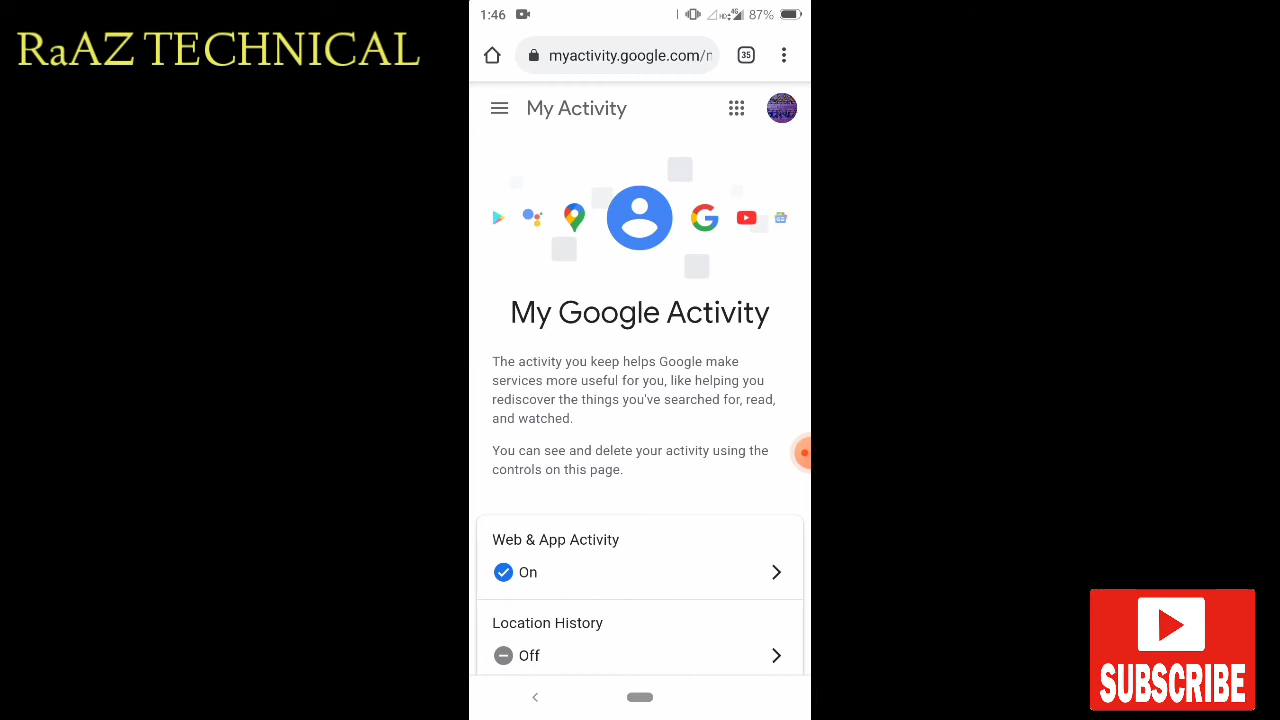 RaAZ TECHNICAL
1:46
87%
myactivity.google.com/r
35
My Activity
My Google Activity
The activity you keep helps Google make
services more useful for you, like helping you
rediscover the things you've searched for, read,
and watched.
You can see and delete your activity using the
controls on this page.
Web & App Activity
On
Location History
Off
SUBSCRIBE